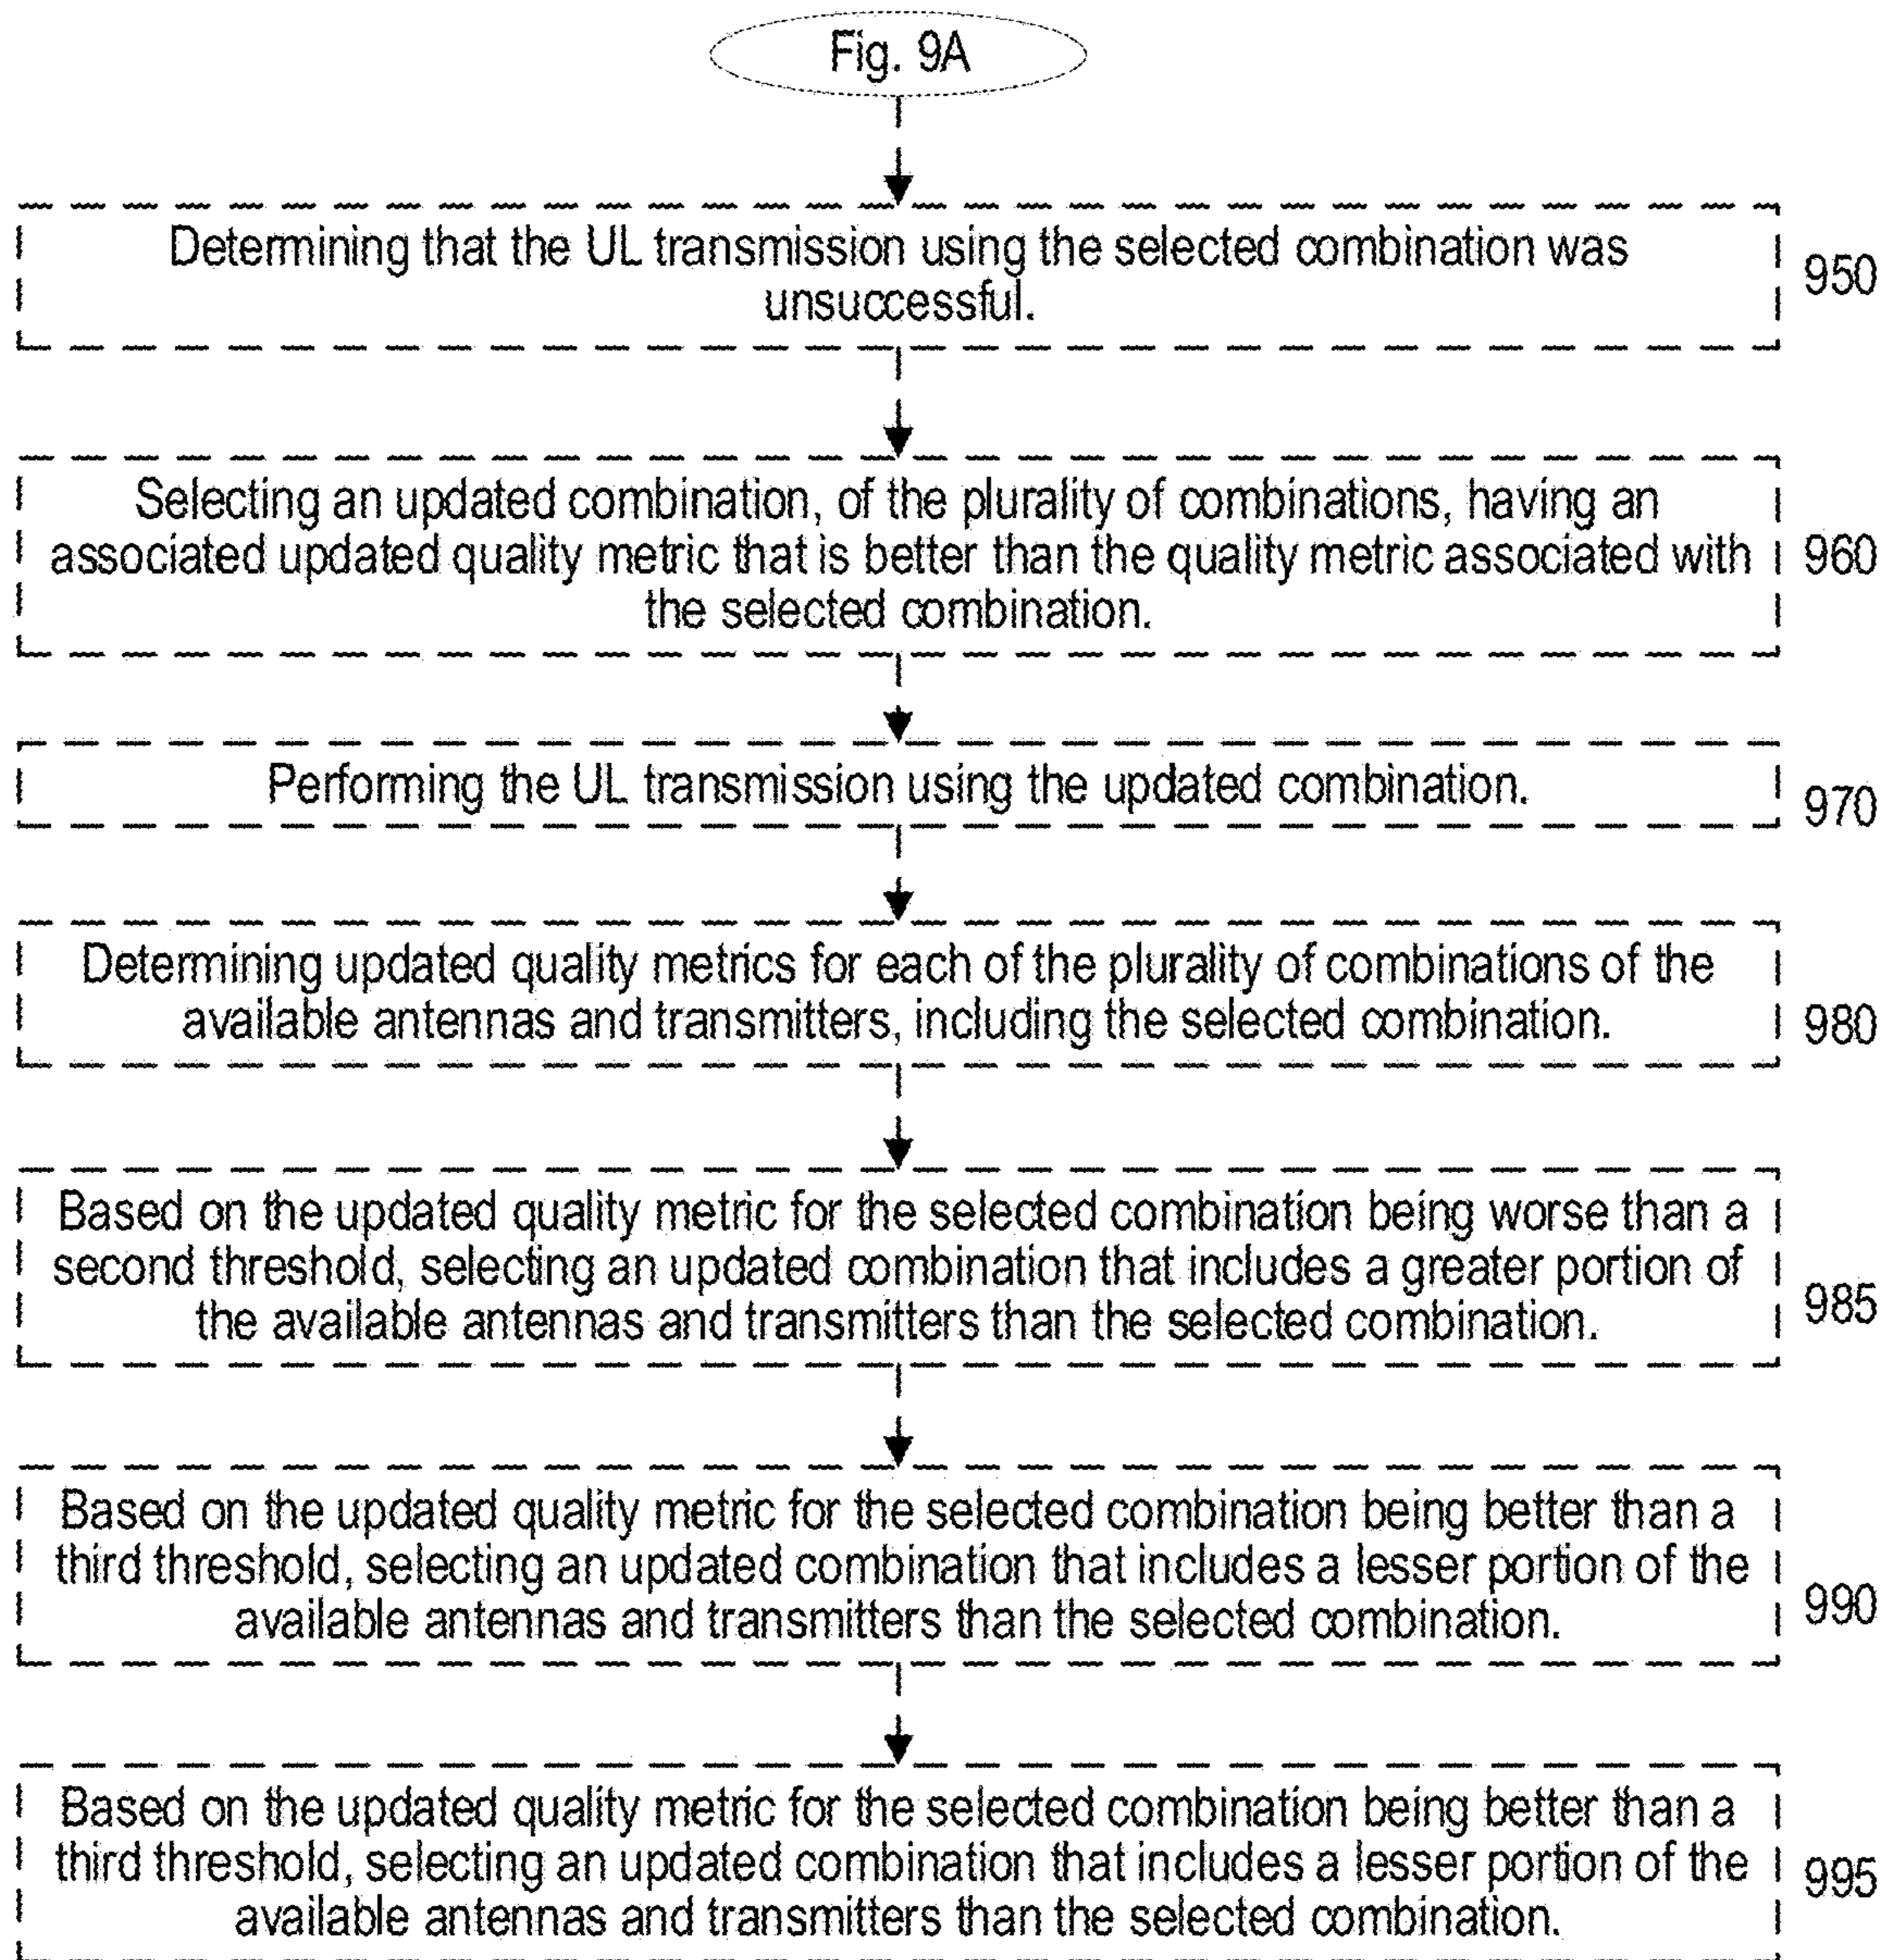 Fig. 9A
Determining that the UL transmission using the selected combination was
unsuccessful.
950
Selecting an updated combination, of the plurality of combinations, having an
associated updated quality metric that is better than the quality metric associated with
the selected combination.
960
Performing the UL transmission using the updated combination.
970
Determining updated quality metrics for each of the plurality of combinations of the
available antennas and transmitters, including the selected combination.
980
Based on the updated quality metric for the selected combination being worse than a
second threshold, selecting an updated combination that includes a greater portion of
the available antennas and transmitters than the selected combination.
985
Based on the updated quality metric for the selected combination being better than a
third threshold, selecting an updated combination that includes a lesser portion of the
available antennas and transmitters than the selected combination.
990
Based on the updated quality metric for the selected combination being better than a
third threshold, selecting an updated combination that includes a lesser portion of the
available antennas and transmitters than the selected combination.
995